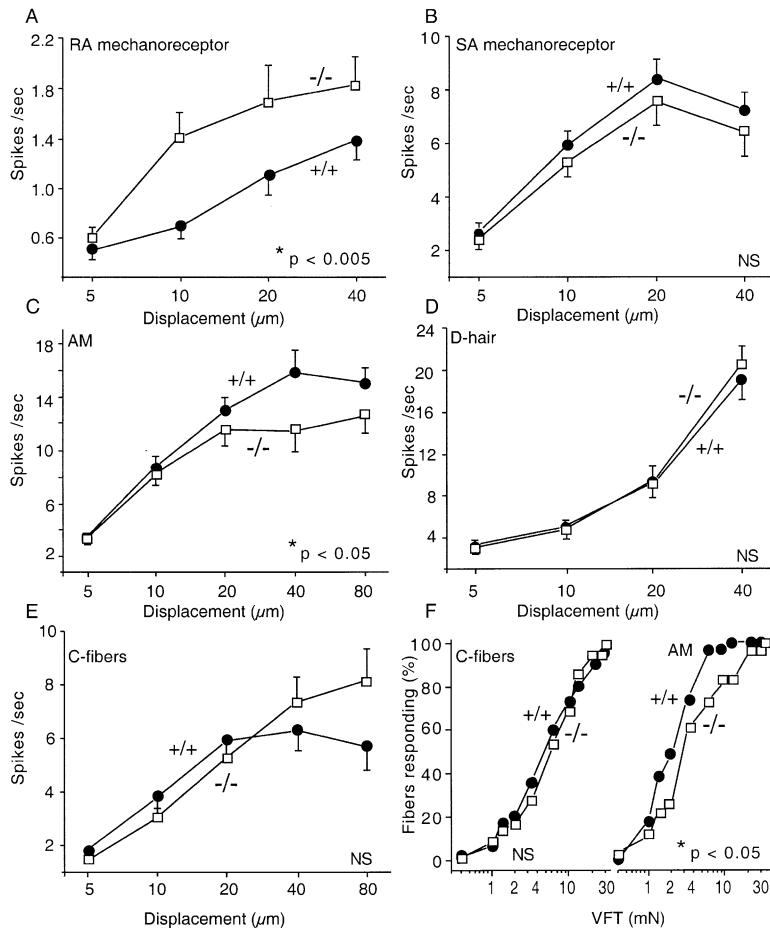 A
RA mechanoreceptor
2.2
1.8
1.4
1.0
0.6
Spikes /sec
-/-
+/+
* p < 0.005
5 10 20 40
Displacement (µm)
B
SA mechanoreceptor
10
8
6
4
2
Spikes /sec
+/+
-/-
NS
5 10 20 40
Displacement (µm)
C
AM
18
14
10
6
2
Spikes /sec
+/+
-/-
* p < 0.05
5 10 20 40 80
Displacement (µm)
D
D-hair
24
20
16
12
8
4
Spikes /sec
-/-
+/+
NS
5 10 20 40
Displacement (µm)
E
C-fibers
10
8
6
4
2
Spikes /sec
+/+
-/-
NS
5 10 20 40 80
Displacement (µm)
F
C-fibers
AM
100
80
60
40
20
0
Fibers responding (%)
+/+
-/-
NS
+/+
-/-
* p < 0.05
1 2 4 10 30
1 2 4 10 30
VFT (mN)